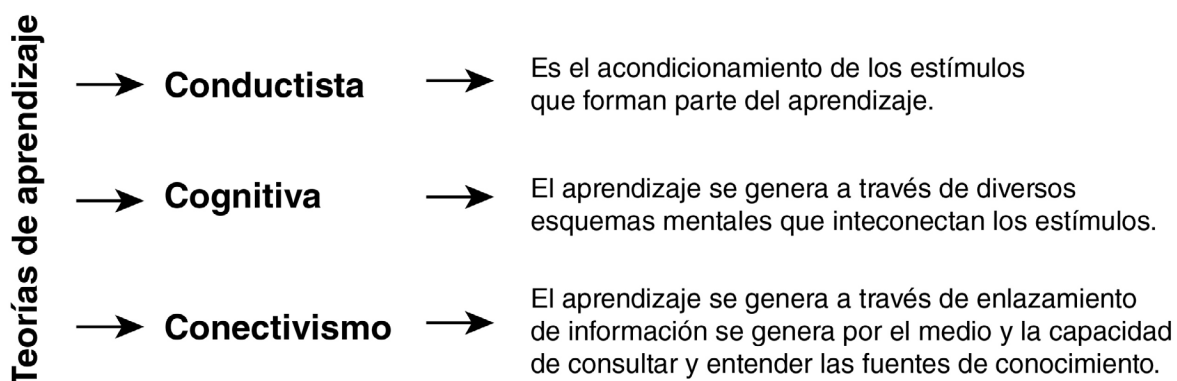 Teorías de aprendizaje
Conductista
Es el acondicionamiento de los estímulos
que forman parte del aprendizaje.
Cognitiva
El aprendizaje se genera a través de diversos
esquemas mentales que inteconectan los estímulos.
Conectivismo
El aprendizaje se genera a través de enlazamiento
de información se genera por el medio y la capacidad
de consultar y entender las fuentes de conocimiento.